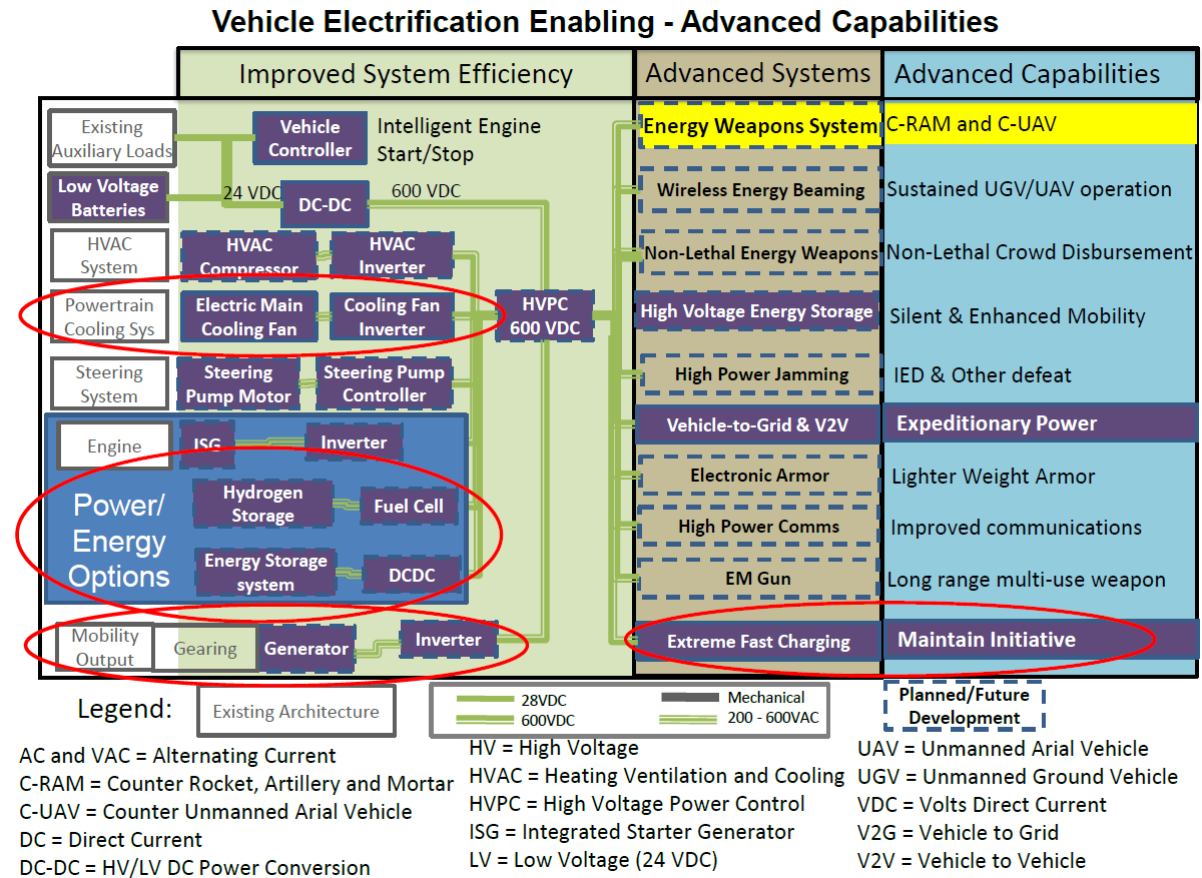 Vehicle Electrification Enabling - Advanced Capabilities
Improved System Efficiency
Advanced Systems
Advanced Capabilities
Existing
Auxiliary Loads
Vehicle
Controller
Intelligent Engine
Start/Stop
Low Voltage
Batteries
24 VDC
DC-DC
600 VDC
HVAC
System
HVAC
Compressor
HVAC
Inverter
Powertrain
Cooling Sys
Electric Main
Cooling Fan
Cooling Fan
Inverter
HVPC
600 VDC
Steering
System
Steering
Pump Motor
Steering Pump
Controller
Engine
ISG
Inverter
Power/
Energy
Options
Hydrogen
Storage
Fuel Cell
Energy Storage
system
DCDC
Mobility
Output
Gearing
Generator
Inverter
Energy Weapons System
C-RAM and C-UAV
Wireless Energy Beaming
Sustained UGV/UAV operation
Non-Lethal Energy Weapons
Non-Lethal Crowd Disbursement
High Voltage Energy Storage
Silent & Enhanced Mobility
High Power Jamming
IED & Other defeat
Vehicle-to-Grid & V2V
Expeditionary Power
Electronic Armor
Lighter Weight Armor
High Power Comms
Improved communications
EM Gun
Long range multi-use weapon
Extreme Fast Charging
Maintain Initiative
Legend:
Existing Architecture
28VDC
600VDC
Mechanical
200 - 600VAC
Planned/Future
Development
AC and VAC = Alternating Current
C-RAM = Counter Rocket, Artillery and Mortar
C-UAV = Counter Unmanned Arial Vehicle
DC = Direct Current
DC-DC = HV/LV DC Power Conversion
HV = High Voltage
HVAC = Heating Ventilation and Cooling
HVPC = High Voltage Power Control
ISG = Integrated Starter Generator
LV = Low Voltage (24 VDC)
UAV = Unmanned Arial Vehicle
UGV = Unmanned Ground Vehicle
VDC = Volts Direct Current
V2G = Vehicle to Grid
V2V = Vehicle to Vehicle